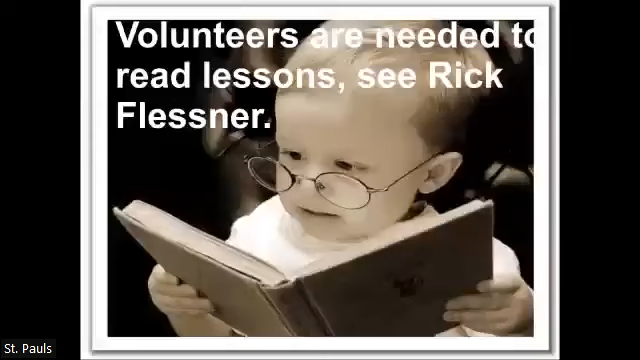 Volunteers are needed to
read lessons, see Rick
Flessner.
St. Pauls